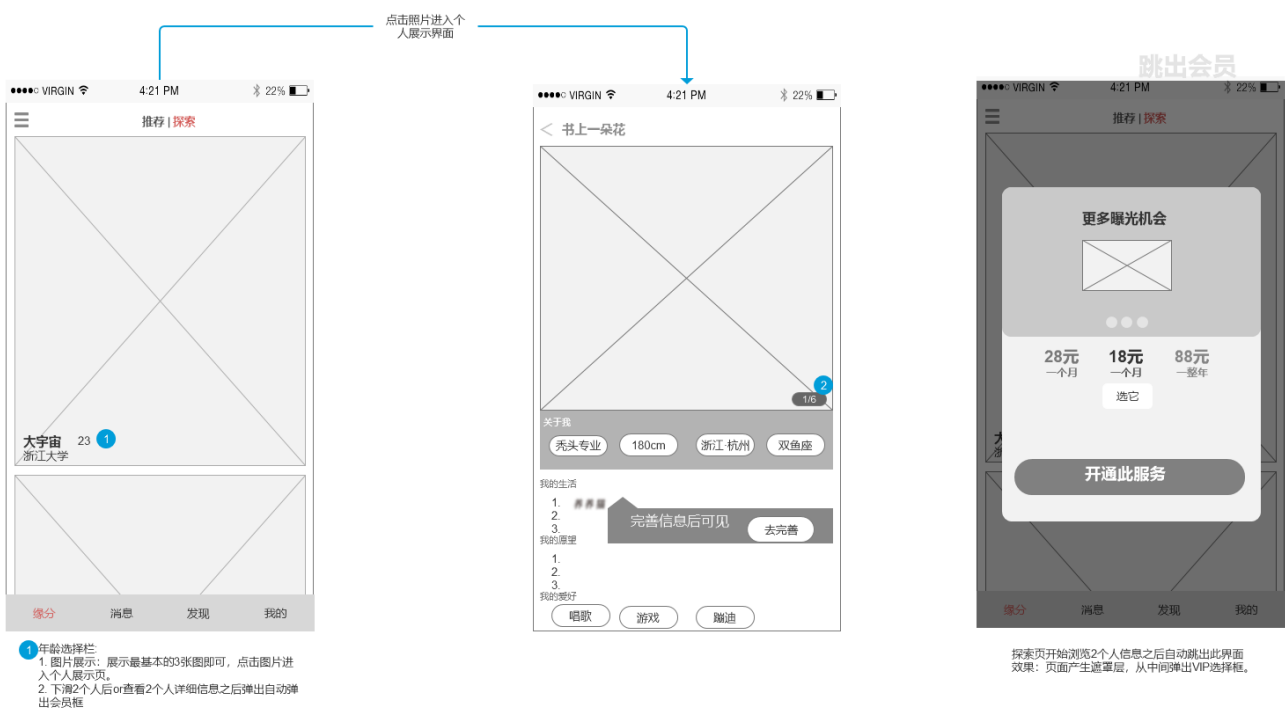 点击照片进入个
人展示界面
VIRGIN 4:21 PM 22%
推荐 | 探索
大宇宙 23 1
浙江大学
缘分 消息 发现 我的
1 年龄选择栏:
1. 图片展示：展示最基本的3张图即可，点击图片进
入个人展示页。
2. 下滑2个人后or查看2个人详细信息之后弹出自动弹
出会员框
VIRGIN 4:21 PM 22%
< 书上一朵花
2
1/6
关于我
秃头专业 180cm 浙江·杭州 双鱼座
我的生活
1.
2.
3.
完善信息后可见 去完善
我的愿望
1.
2.
3.
我的爱好
唱歌 游戏 蹦迪
跳出会员
VIRGIN 4:21 PM 22%
推荐 | 探索
更多曝光机会
28元 18元 88元
一个月 一个月 一整年
选它
开通此服务
缘分 消息 发现 我的
探索页开始浏览2个人信息之后自动跳出此界面
效果：页面产生遮罩层，从中间弹出VIP选择框。